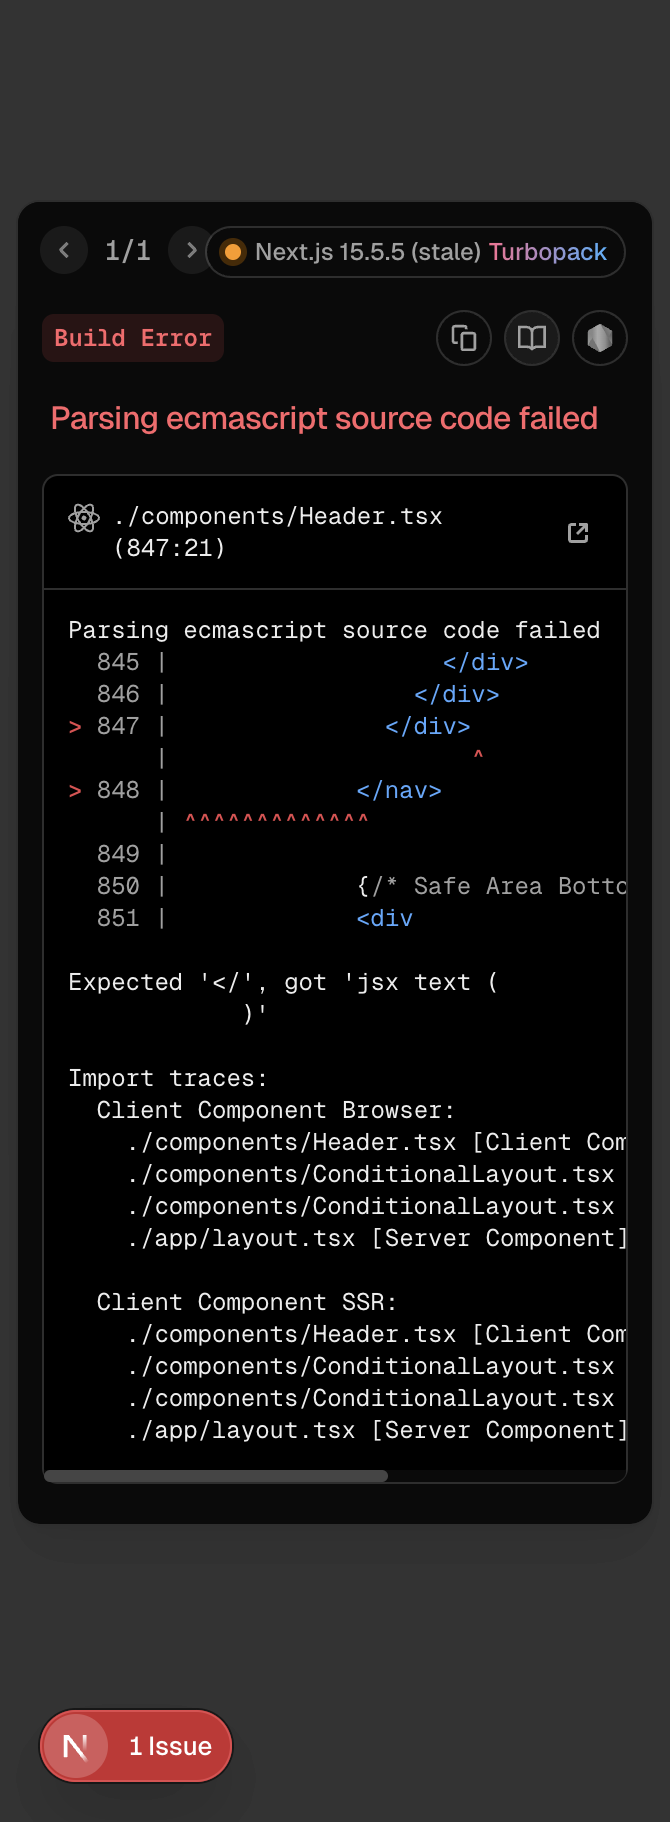 1/1
Next.js 15.5.5 (stale) Turbopack
Build Error
Parsing ecmascript source code failed
./components/Header.tsx
(847:21)
Parsing ecmascript source code failed
  845 |                   </div>
  846 |                 </div>
> 847 |               </div>
      |                     ^
> 848 |             </nav>
      | ^^^^^^^^^^^^^
  849 |
  850 |             {/* Safe Area Botto
  851 |             <div
Expected '</', got 'jsx text (
            )'
Import traces:
  Client Component Browser:
    ./components/Header.tsx [Client Com
    ./components/ConditionalLayout.tsx
    ./components/ConditionalLayout.tsx
    ./app/layout.tsx [Server Component]
  Client Component SSR:
    ./components/Header.tsx [Client Com
    ./components/ConditionalLayout.tsx
    ./components/ConditionalLayout.tsx
    ./app/layout.tsx [Server Component]
N 1 Issue